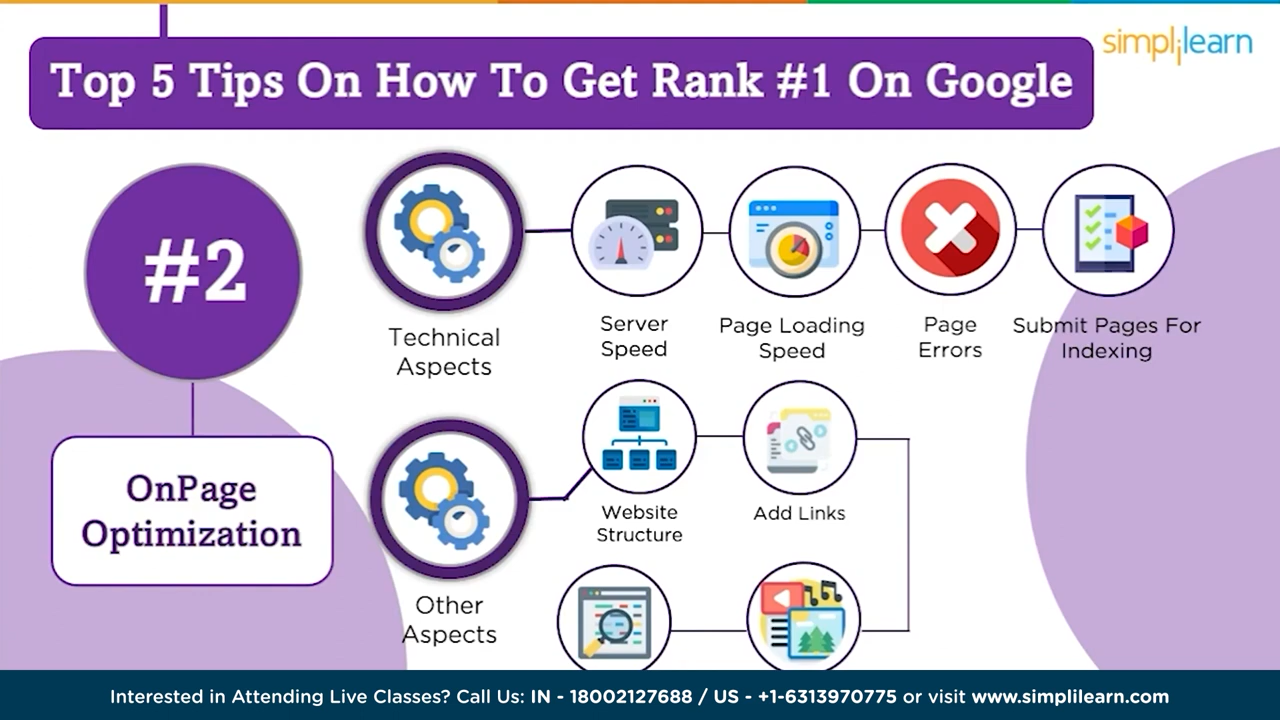 simplilearn
Top 5 Tips On How To Get Rank #1 On Google
#2
OnPage
Optimization
Technical
Aspects
Server
Speed
Page Loading
Speed
Page
Errors
Submit Pages For
Indexing
Other
Aspects
Website
Structure
Add Links
Interested in Attending Live Classes? Call Us: IN - 18002127688 / US - +1-6313970775 or visit www.simplilearn.com